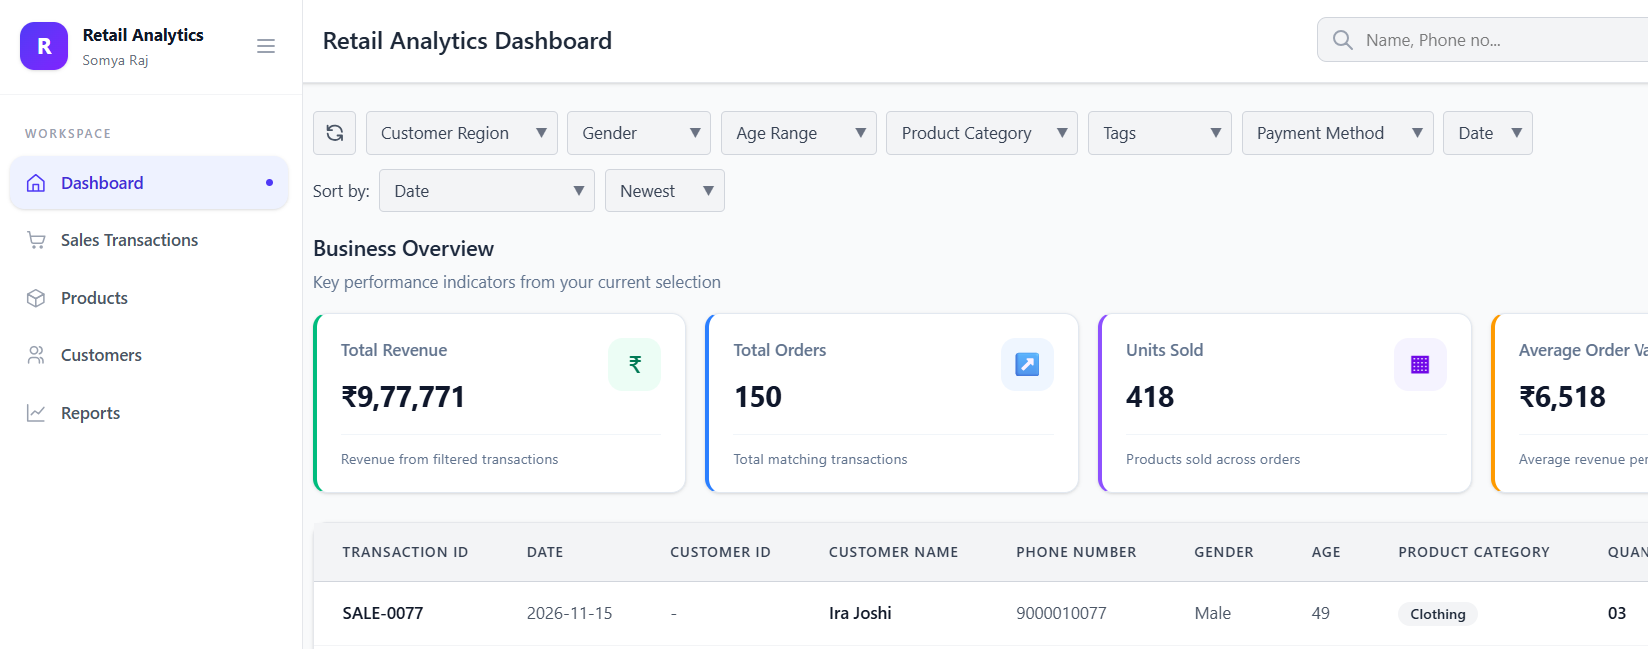 R
Retail Analytics
Somya Raj
Retail Analytics Dashboard
Name, Phone no...
WORKSPACE
Dashboard
Sales Transactions
Products
Customers
Reports
Customer Region ▼ Gender ▼ Age Range ▼ Product Category ▼ Tags ▼ Payment Method ▼ Date ▼
Sort by: Date ▼ Newest ▼
Business Overview
Key performance indicators from your current selection
Total Revenue
₹
₹9,77,771
Revenue from filtered transactions
Total Orders
150
Total matching transactions
Units Sold
418
Products sold across orders
Average Order Va
₹6,518
Average revenue per
TRANSACTION ID DATE CUSTOMER ID CUSTOMER NAME PHONE NUMBER GENDER AGE PRODUCT CATEGORY QUAN
SALE-0077 2026-11-15 - Ira Joshi 9000010077 Male 49 Clothing 03